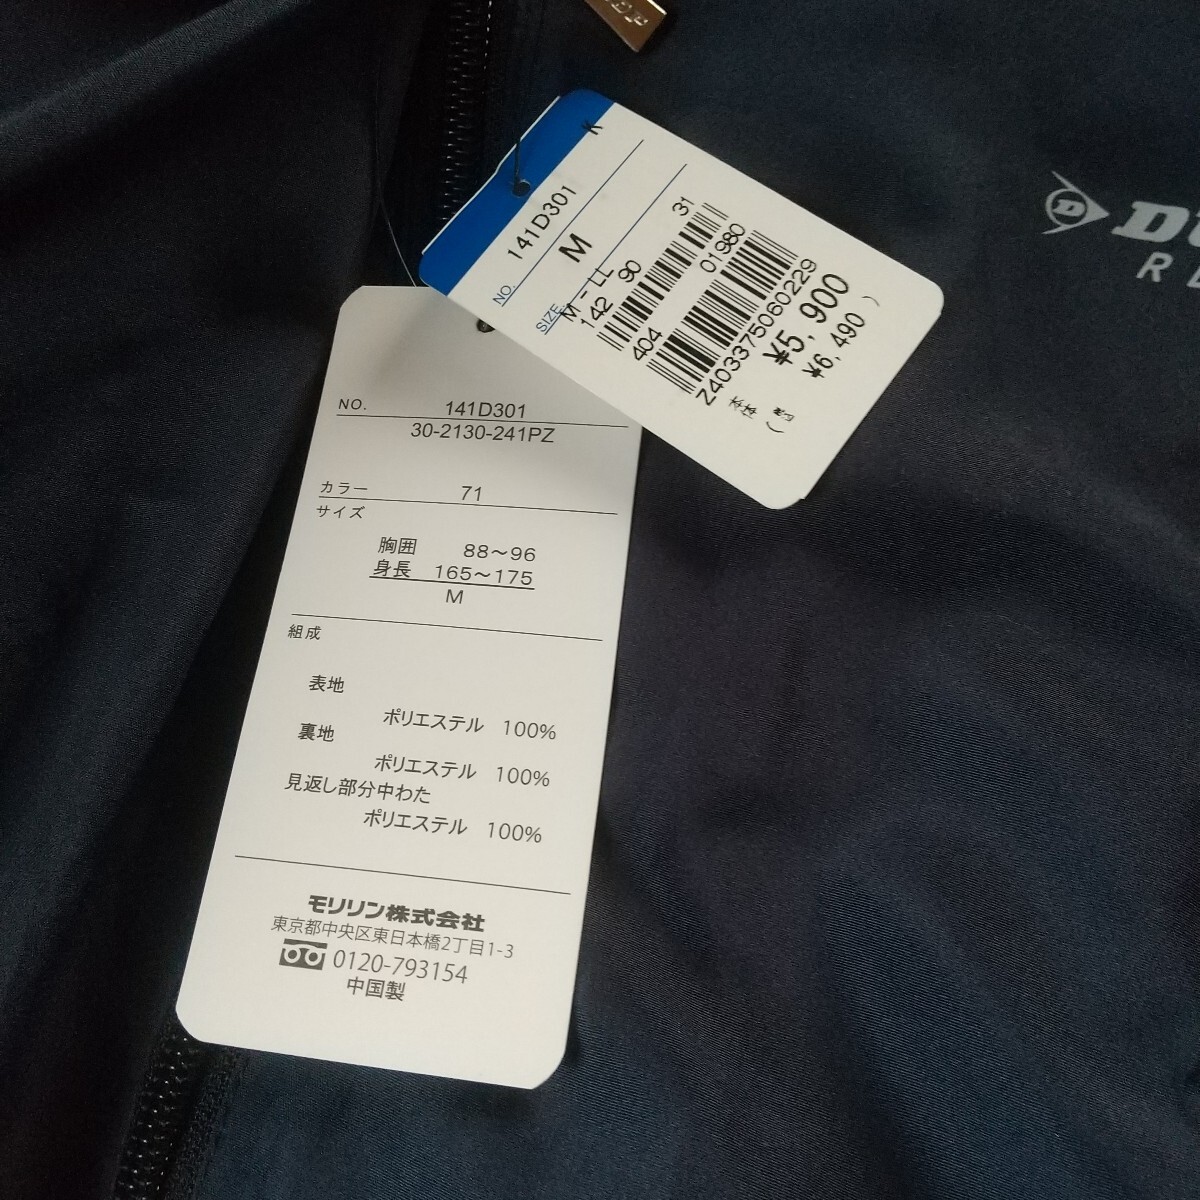 K
NO. 141D301
SIZE. M
M - LL
142 90 31
404 01980
Z403375060229
本体 ¥5,900
¥6,490 )
NO. 141D301
30-2130-241PZ
カラー 71
サイズ
胸囲 88～96
身長 165～175
M
組成
表地
ポリエステル 100%
裏地
ポリエステル 100%
見返し部分中わた
ポリエステル 100%
モリリン株式会社
東京都中央区東日本橋2丁目1-3
0120-793154
中国製
D